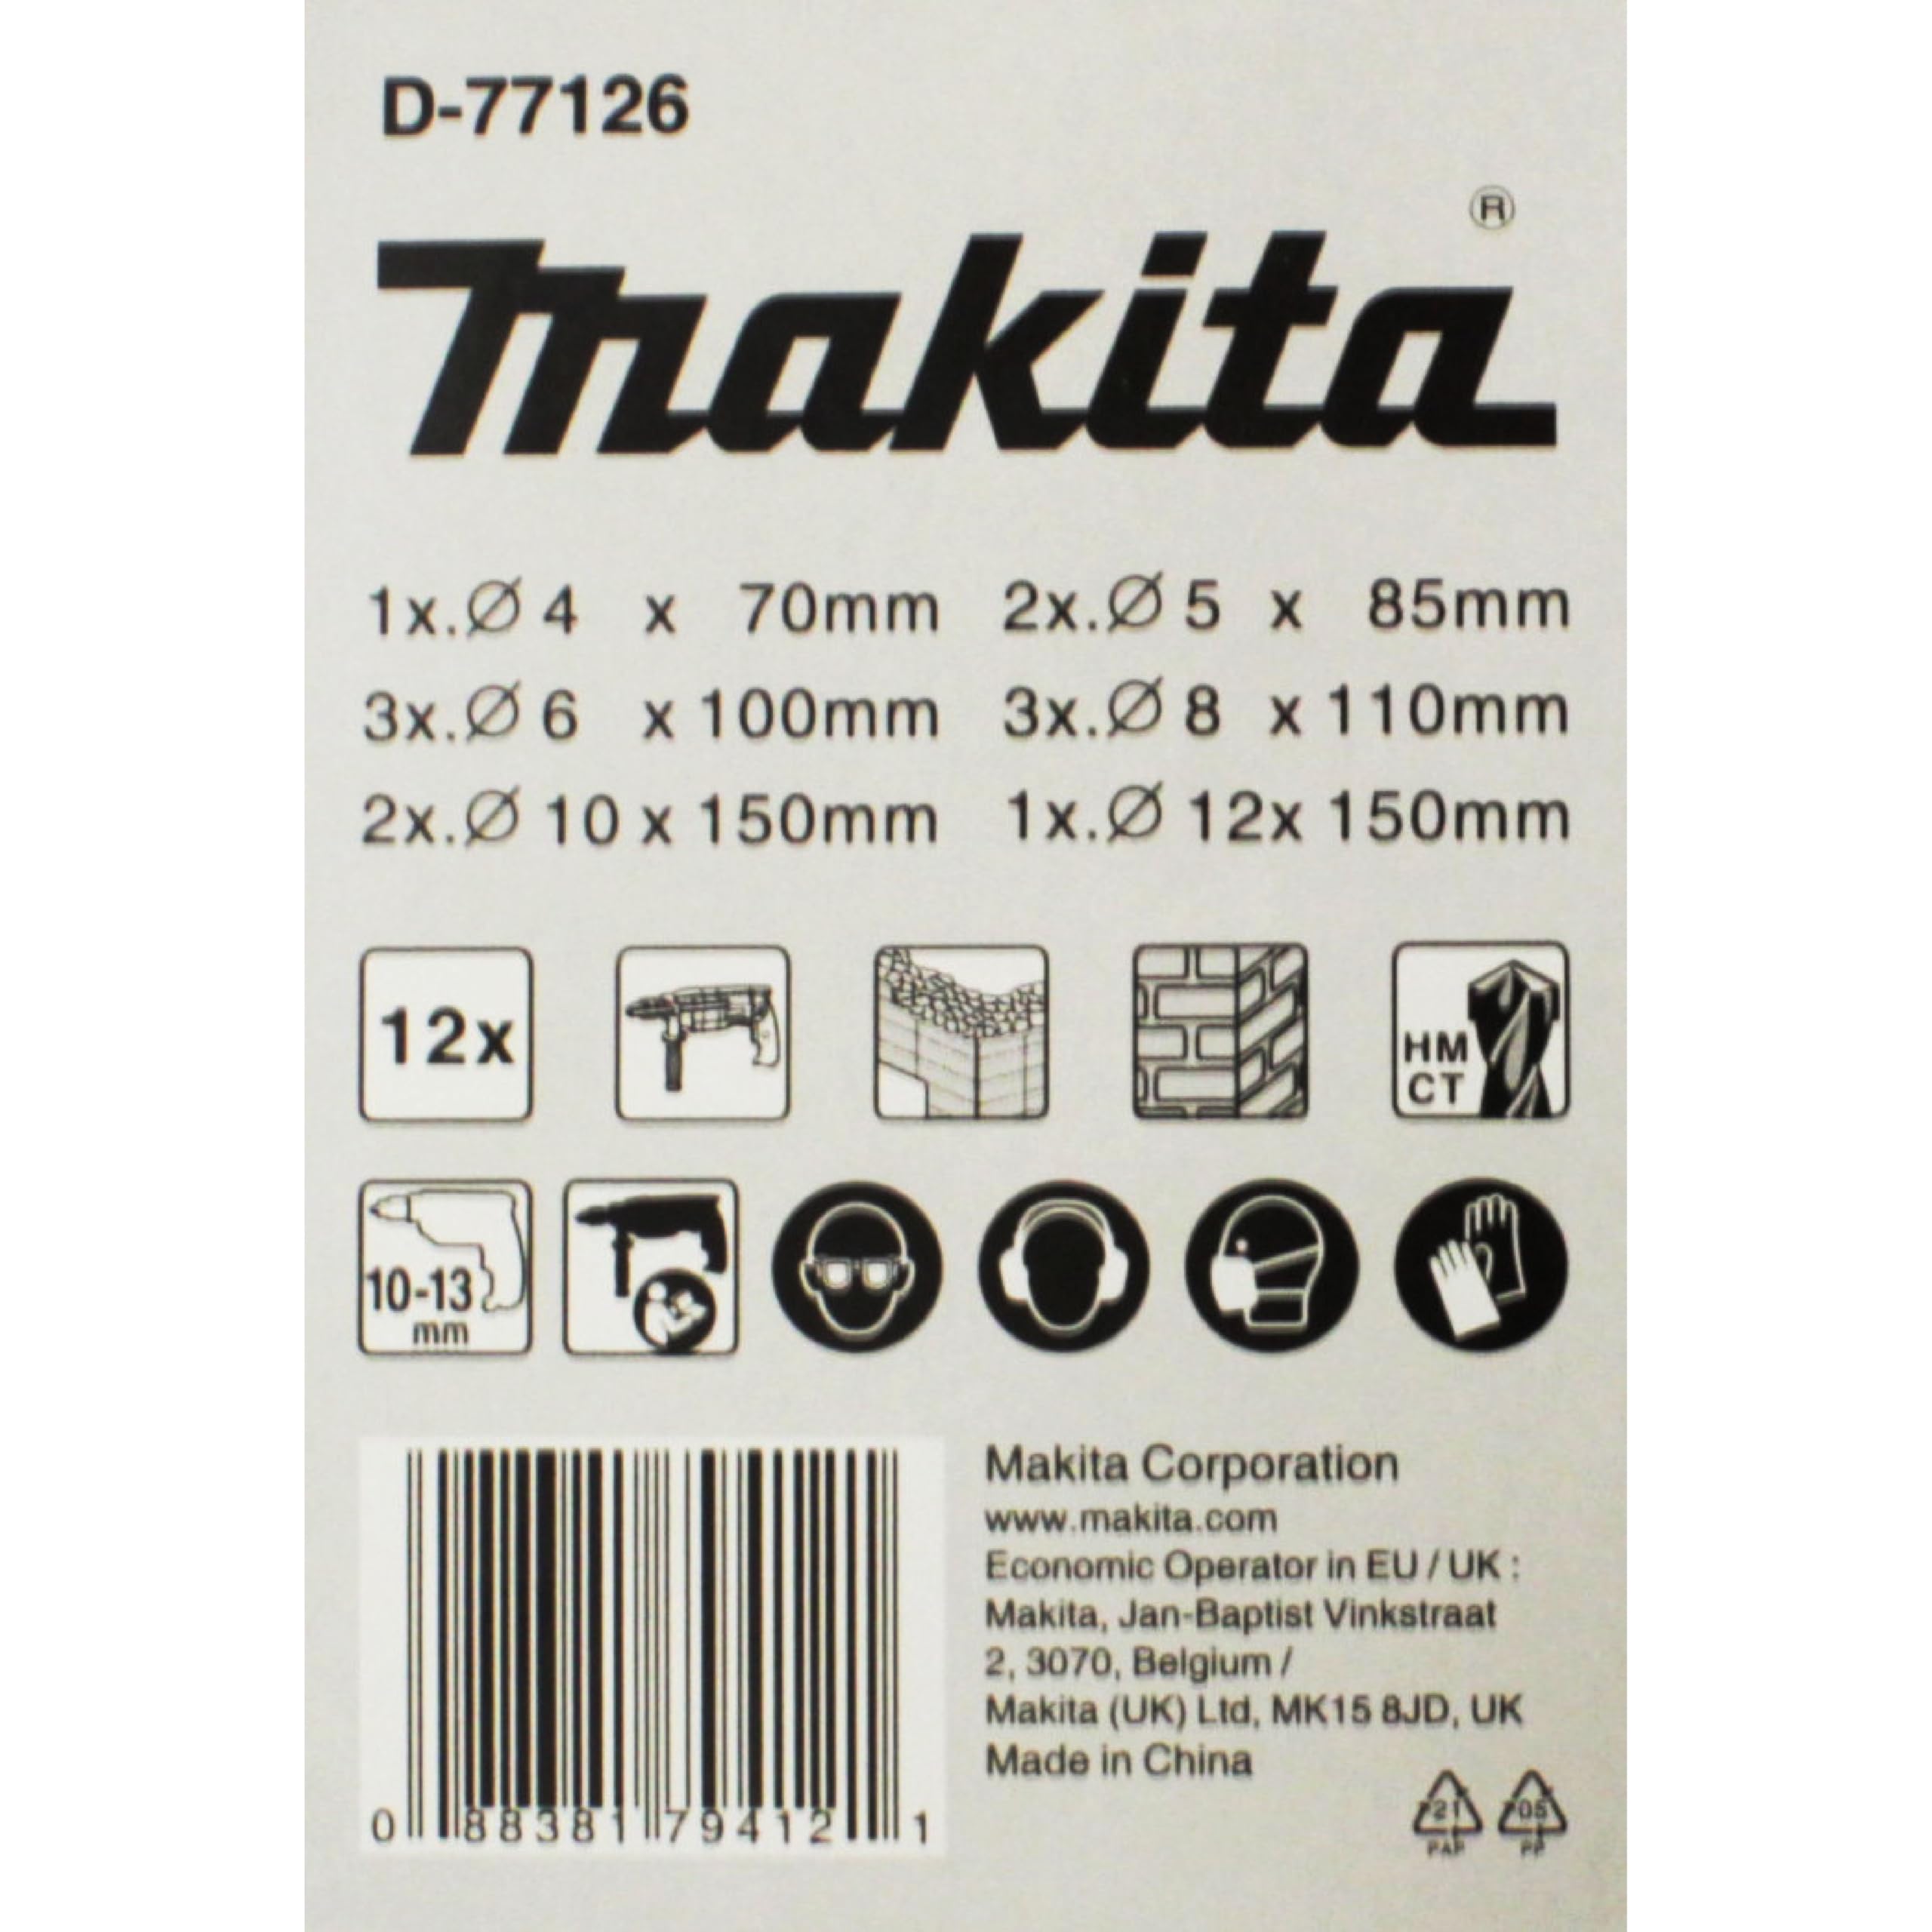 D-77126
makita®
1x.Ø 4 x 70mm 2x.Ø 5 x 85mm
3x.Ø 6 x 100mm 3x.Ø 8 x 110mm
2x.Ø 10 x 150mm 1x.Ø 12x 150mm
12x
HM
CT
10-13
mm
Makita Corporation
www.makita.com
Economic Operator in EU / UK :
Makita, Jan-Baptist Vinkstraat
2, 3070, Belgium /
Makita (UK) Ltd, MK15 8JD, UK
Made in China
0 88381 79412 1
21 05
PAP PP